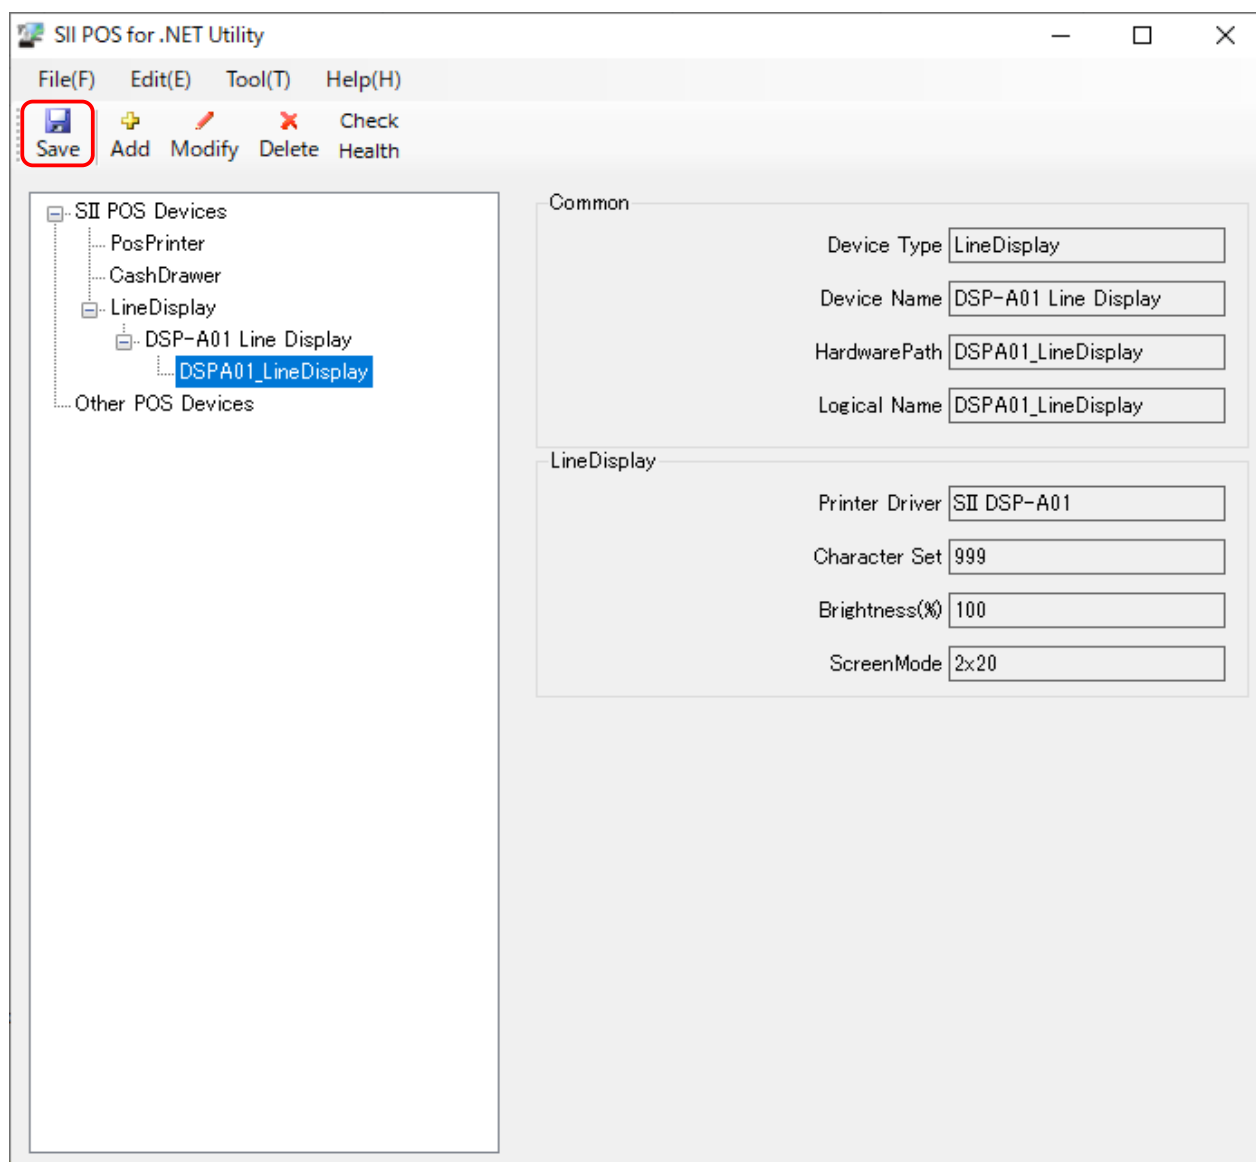 SII POS for .NET Utility
File(F) Edit(E) Tool(T) Help(H)
Save Add Modify Delete Check Health
SII POS Devices
PosPrinter
CashDrawer
LineDisplay
DSP-A01 Line Display
DSPA01_LineDisplay
Other POS Devices
Common
Device Type LineDisplay
Device Name DSP-A01 Line Display
HardwarePath DSPA01_LineDisplay
Logical Name DSPA01_LineDisplay
LineDisplay
Printer Driver SII DSP-A01
Character Set 999
Brightness(%) 100
ScreenMode 2x20